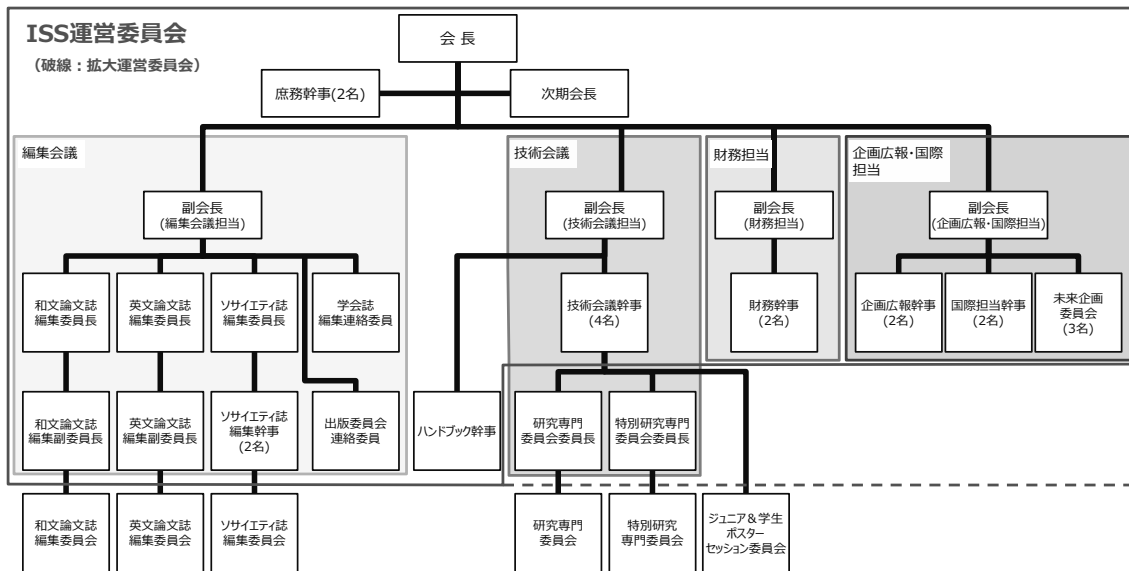 ISS運営委員会
（破線：拡大運営委員会）
会 長
庶務幹事(2名)
次期会長
編集会議
技術会議
財務担当
企画広報・国際
担当
副会長
(編集会議担当)
副会長
(技術会議担当)
副会長
(財務担当)
副会長
(企画広報・国際担当)
和文論文誌
編集委員長
英文論文誌
編集委員長
ソサイエティ誌
編集委員長
学会誌
編集連絡委員
技術会議幹事
(4名)
財務幹事
(2名)
企画広報幹事
(2名)
国際担当幹事
(2名)
未来企画
委員会
(3名)
和文論文誌
編集副委員長
英文論文誌
編集副委員長
ソサイエティ誌
編集幹事
(2名)
出版委員会
連絡委員
ハンドブック幹事
研究専門
委員会委員長
特別研究専門
委員会委員長
和文論文誌
編集委員会
英文論文誌
編集委員会
ソサイエティ誌
編集委員会
研究専門
委員会
特別研究
専門委員会
ジュニア＆学生
ポスター
セッション委員会